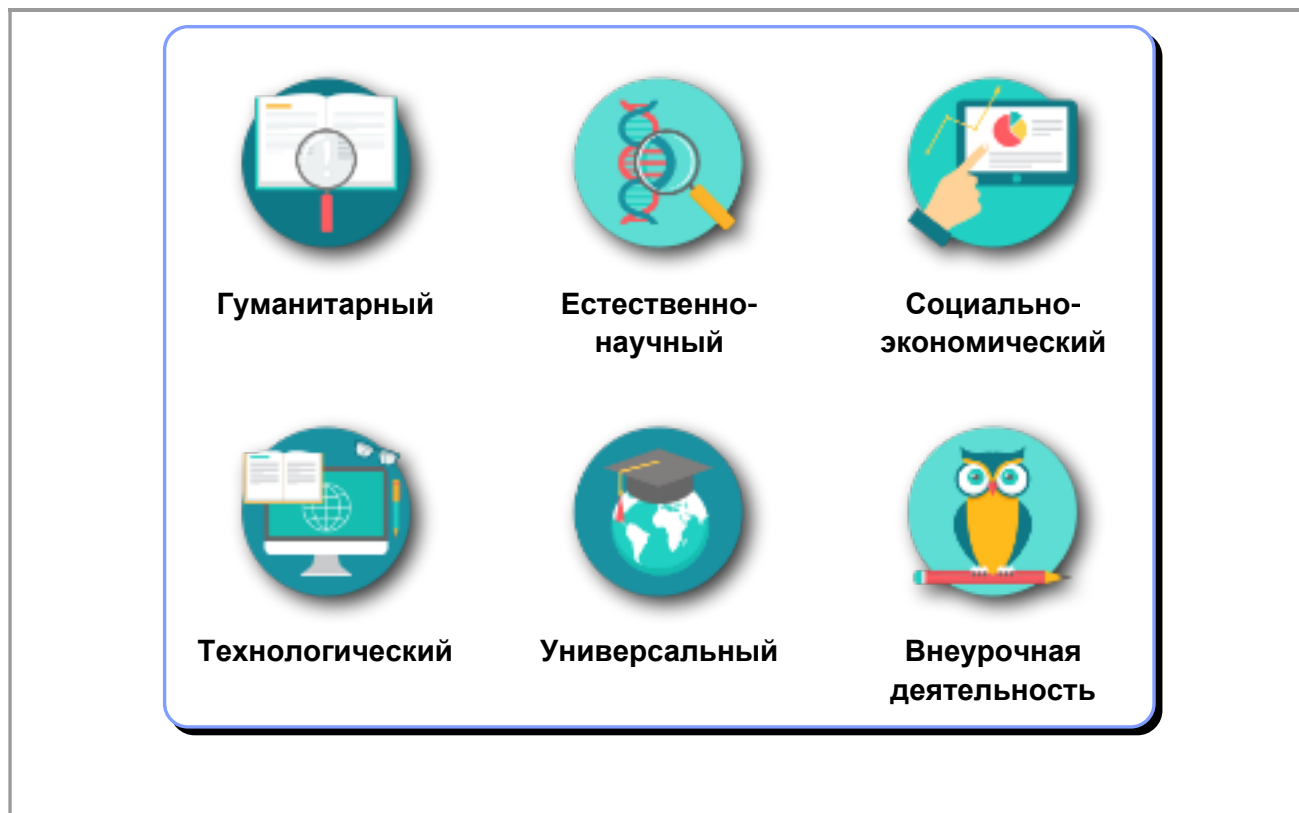 Гуманитарный
Естественно-
научный
Социально-
экономический
Технологический
Универсальный
Внеурочная
деятельность